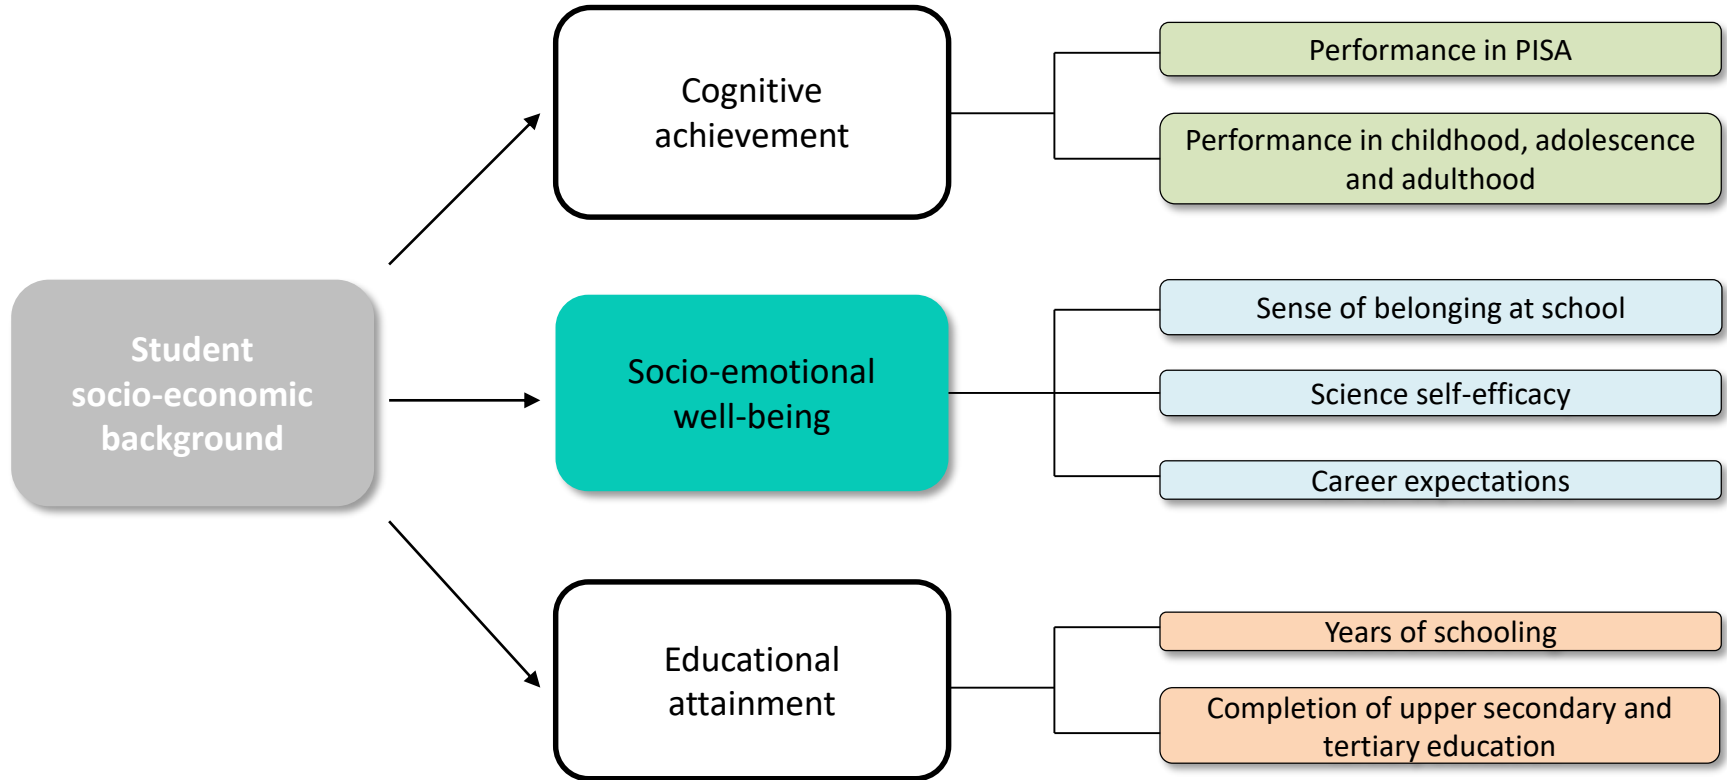 Student
socio-economic
background
Cognitive
achievement
Performance in PISA
Performance in childhood, adolescence
and adulthood
Socio-emotional
well-being
Sense of belonging at school
Science self-efficacy
Career expectations
Educational
attainment
Years of schooling
Completion of upper secondary and
tertiary education